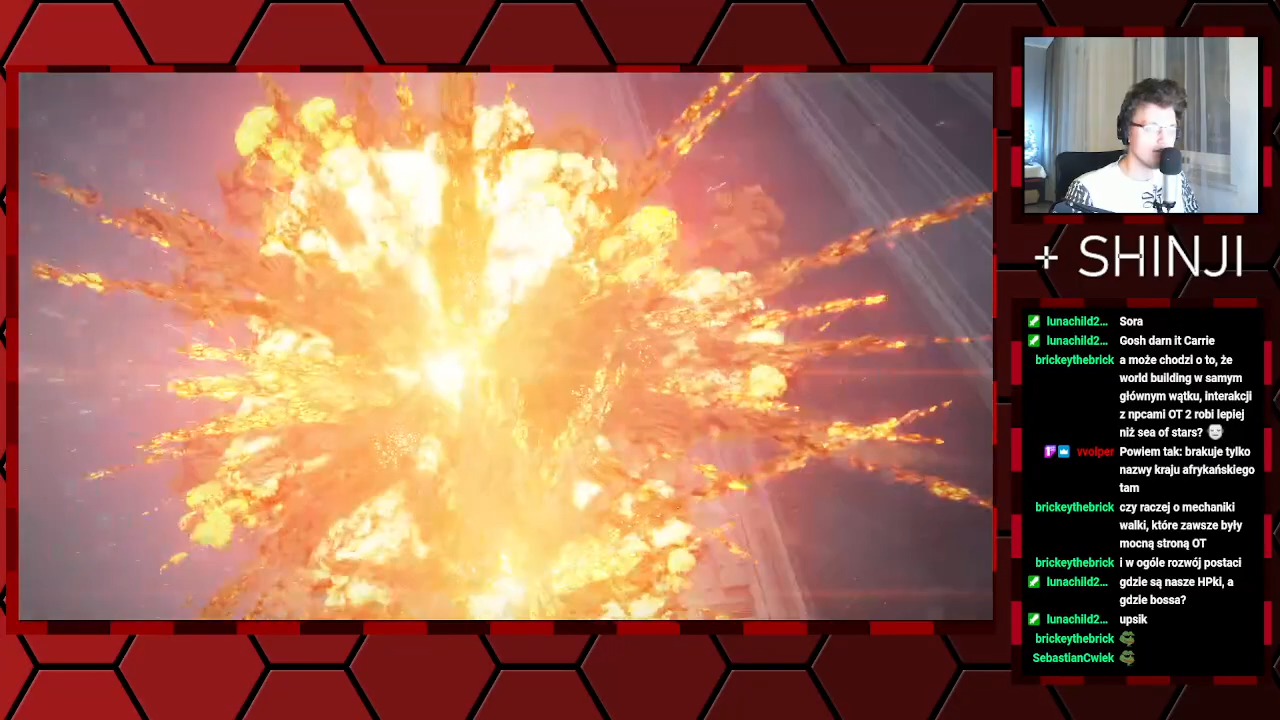 + SHINJI
lunachild2... Sora
lunachild2... Gosh darn it Carrie
brickeythebrick a może chodzi o to, że
world building w samym
głównym wątku, interakcji
z npcami OT 2 robi lepiej
niż sea of stars?
vvolper Powiem tak: brakuje tylko
nazwy kraju afrykańskiego
tam
brickeythebrick czy raczej o mechaniki
walki, które zawsze były
mocną stroną OT
brickeythebrick i w ogóle rozwój postaci
lunachild2... gdzie są nasze HPki, a
gdzie bossa?
lunachild2... upsik
brickeythebrick
SebastianCwiek